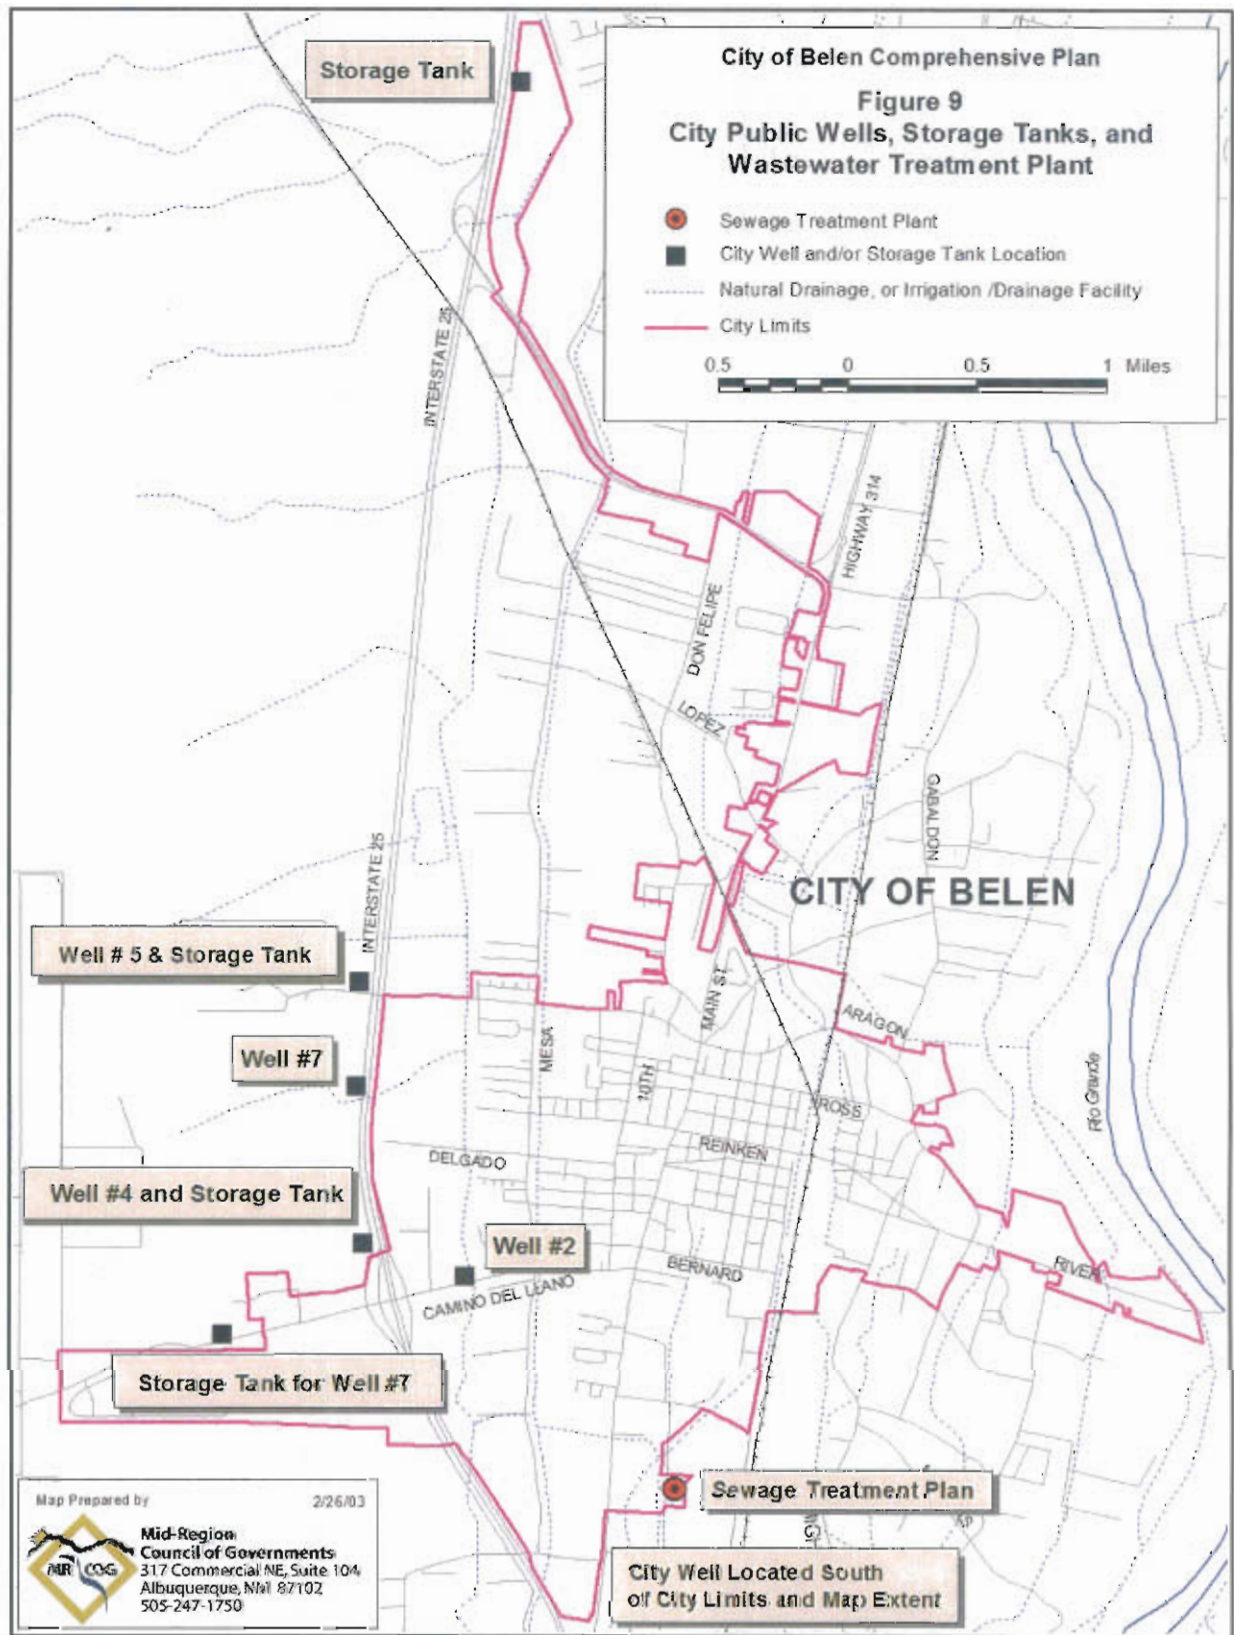 Storage Tank
City of Belen Comprehensive Plan
Figure 9
City Public Wells, Storage Tanks, and
Wastewater Treatment Plant
Sewage Treatment Plant
City Well and/or Storage Tank Location
Natural Drainage, or Irrigation /Drainage Facility
City Limits
0.5 0 0.5 1 Miles
INTERSTATE 25
HIGHWAY 314
DON FELIPE
LOPEZ
GABALDON
INTERSTATE 25
CITY OF BELEN
Well # 5 & Storage Tank
MAIN ST
ARAGON
MESA
Well #7
10TH
Rio Grande
ROSS
REINKEN
DELGADO
Well #4 and Storage Tank
Well #2
BERNARD
RIVER
CAMINO DEL LLANO
Storage Tank for Well #7
Sewage Treatment Plan
Map Prepared by 2/26/03
Mid-Region
Council of Governments
317 Commercial NE, Suite 104
Albuquerque, NM 87102
505-247-1750
MR COG
City Well Located South
of City Limits and Map Extent